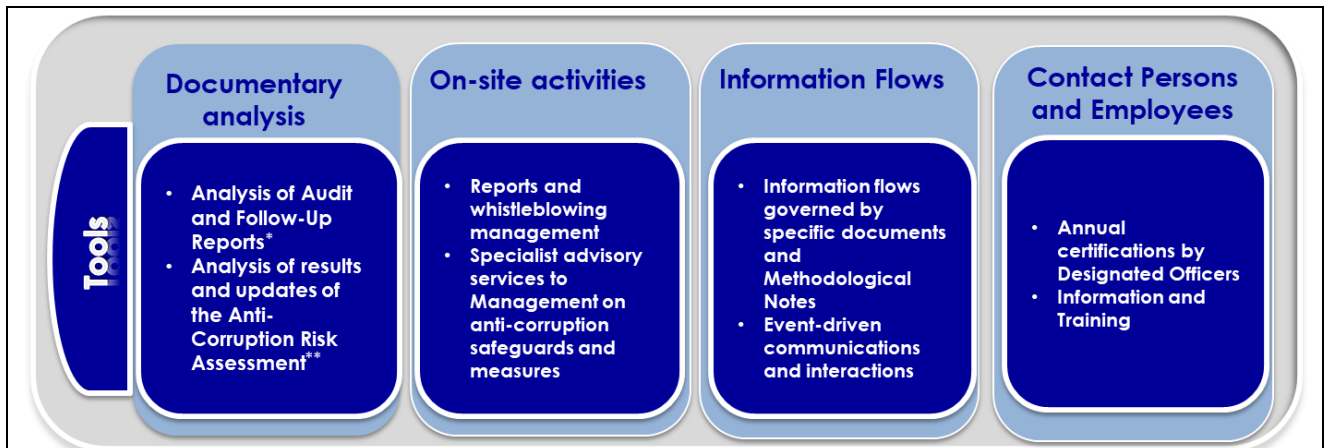 Tools
Documentary
analysis
• Analysis of Audit
and Follow-Up
Reports*
• Analysis of results
and updates of
the Anti-
Corruption Risk
Assessment**
On-site activities
• Reports and
whistleblowing
management
• Specialist advisory
services to
Management on
anti-corruption
safeguards and
measures
Information Flows
• Information flows
governed by
specific documents
and
Methodological
Notes
• Event-driven
communications
and interactions
Contact Persons
and Employees
• Annual
certifications by
Designated Officers
• Information and
Training